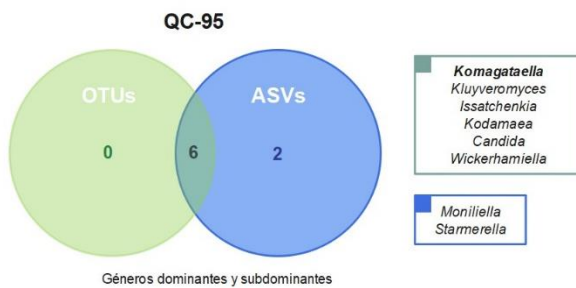 QC-95
OTUs
ASVs
0
6
2
Komagataella
Kluyveromyces
Issatchenkia
Kodamaea
Candida
Wickerhamiella
Moniliella
Starmerella
Géneros dominantes y subdominantes